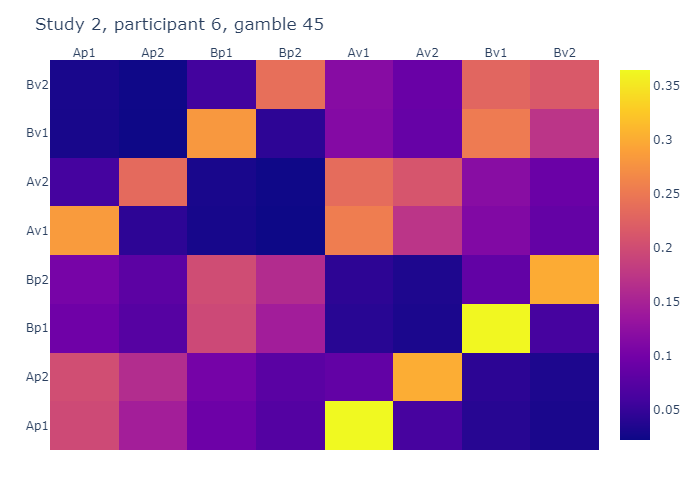 Study 2, participant 6, gamble 45
Ap1 Ap2 Bp1 Bp2 Av1 Av2 Bv1 Bv2
Bv2
Bv1
Av2
Av1
Bp2
Bp1
Ap2
Ap1
0.35
0.3
0.25
0.2
0.15
0.1
0.05